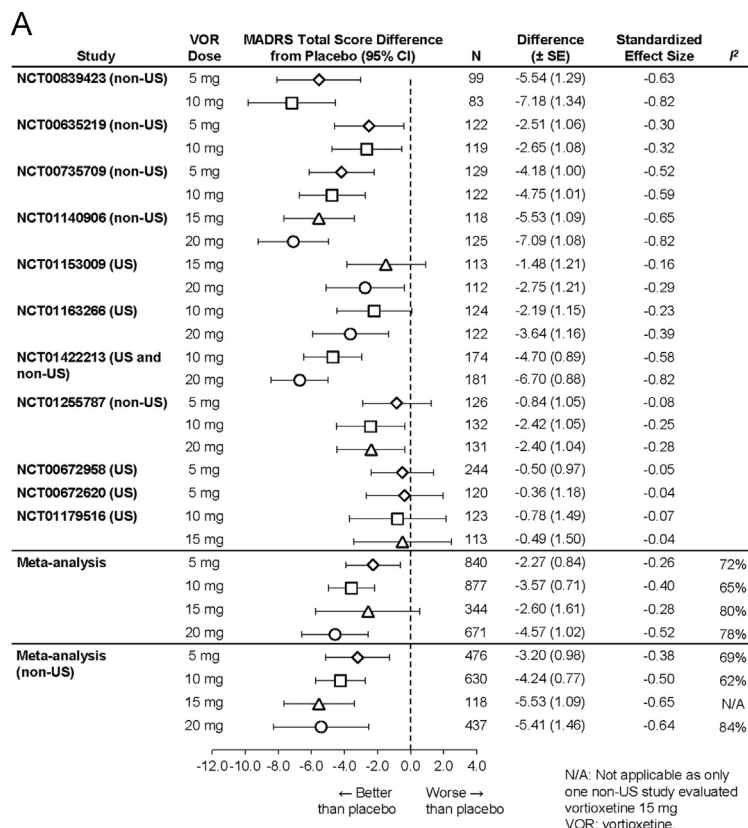 A
Study VOR Dose MADRS Total Score Difference from Placebo (95% CI) N Difference (± SE) Standardized Effect Size I²
NCT00839423 (non-US) 5 mg 99 -5.54 (1.29) -0.63
10 mg 83 -7.18 (1.34) -0.82
NCT00635219 (non-US) 5 mg 122 -2.51 (1.06) -0.30
10 mg 119 -2.65 (1.08) -0.32
NCT00735709 (non-US) 5 mg 129 -4.18 (1.00) -0.52
10 mg 122 -4.75 (1.01) -0.59
NCT01140906 (non-US) 15 mg 118 -5.53 (1.09) -0.65
20 mg 125 -7.09 (1.08) -0.82
NCT01153009 (US) 15 mg 113 -1.48 (1.21) -0.16
20 mg 112 -2.75 (1.21) -0.29
NCT01163266 (US) 10 mg 124 -2.19 (1.15) -0.23
20 mg 122 -3.64 (1.16) -0.39
NCT01422213 (US and non-US) 10 mg 174 -4.70 (0.89) -0.58
20 mg 181 -6.70 (0.88) -0.82
NCT01255787 (non-US) 5 mg 126 -0.84 (1.05) -0.08
10 mg 132 -2.42 (1.05) -0.25
20 mg 131 -2.40 (1.04) -0.28
NCT00672958 (US) 5 mg 244 -0.50 (0.97) -0.05
NCT00672620 (US) 5 mg 120 -0.36 (1.18) -0.04
NCT01179516 (US) 10 mg 123 -0.78 (1.49) -0.07
15 mg 113 -0.49 (1.50) -0.04
Meta-analysis 5 mg 840 -2.27 (0.84) -0.26 72%
10 mg 877 -3.57 (0.71) -0.40 65%
15 mg 344 -2.60 (1.61) -0.28 80%
20 mg 671 -4.57 (1.02) -0.52 78%
Meta-analysis (non-US) 5 mg 476 -3.20 (0.98) -0.38 69%
10 mg 630 -4.24 (0.77) -0.50 62%
15 mg 118 -5.53 (1.09) -0.65 N/A
20 mg 437 -5.41 (1.46) -0.64 84%
-12.0 -10.0 -8.0 -6.0 -4.0 -2.0 0.0 2.0 4.0
← Better than placebo
Worse → than placebo
N/A: Not applicable as only
one non-US study evaluated
vortioxetine 15 mg
VOR: vortioxetine.